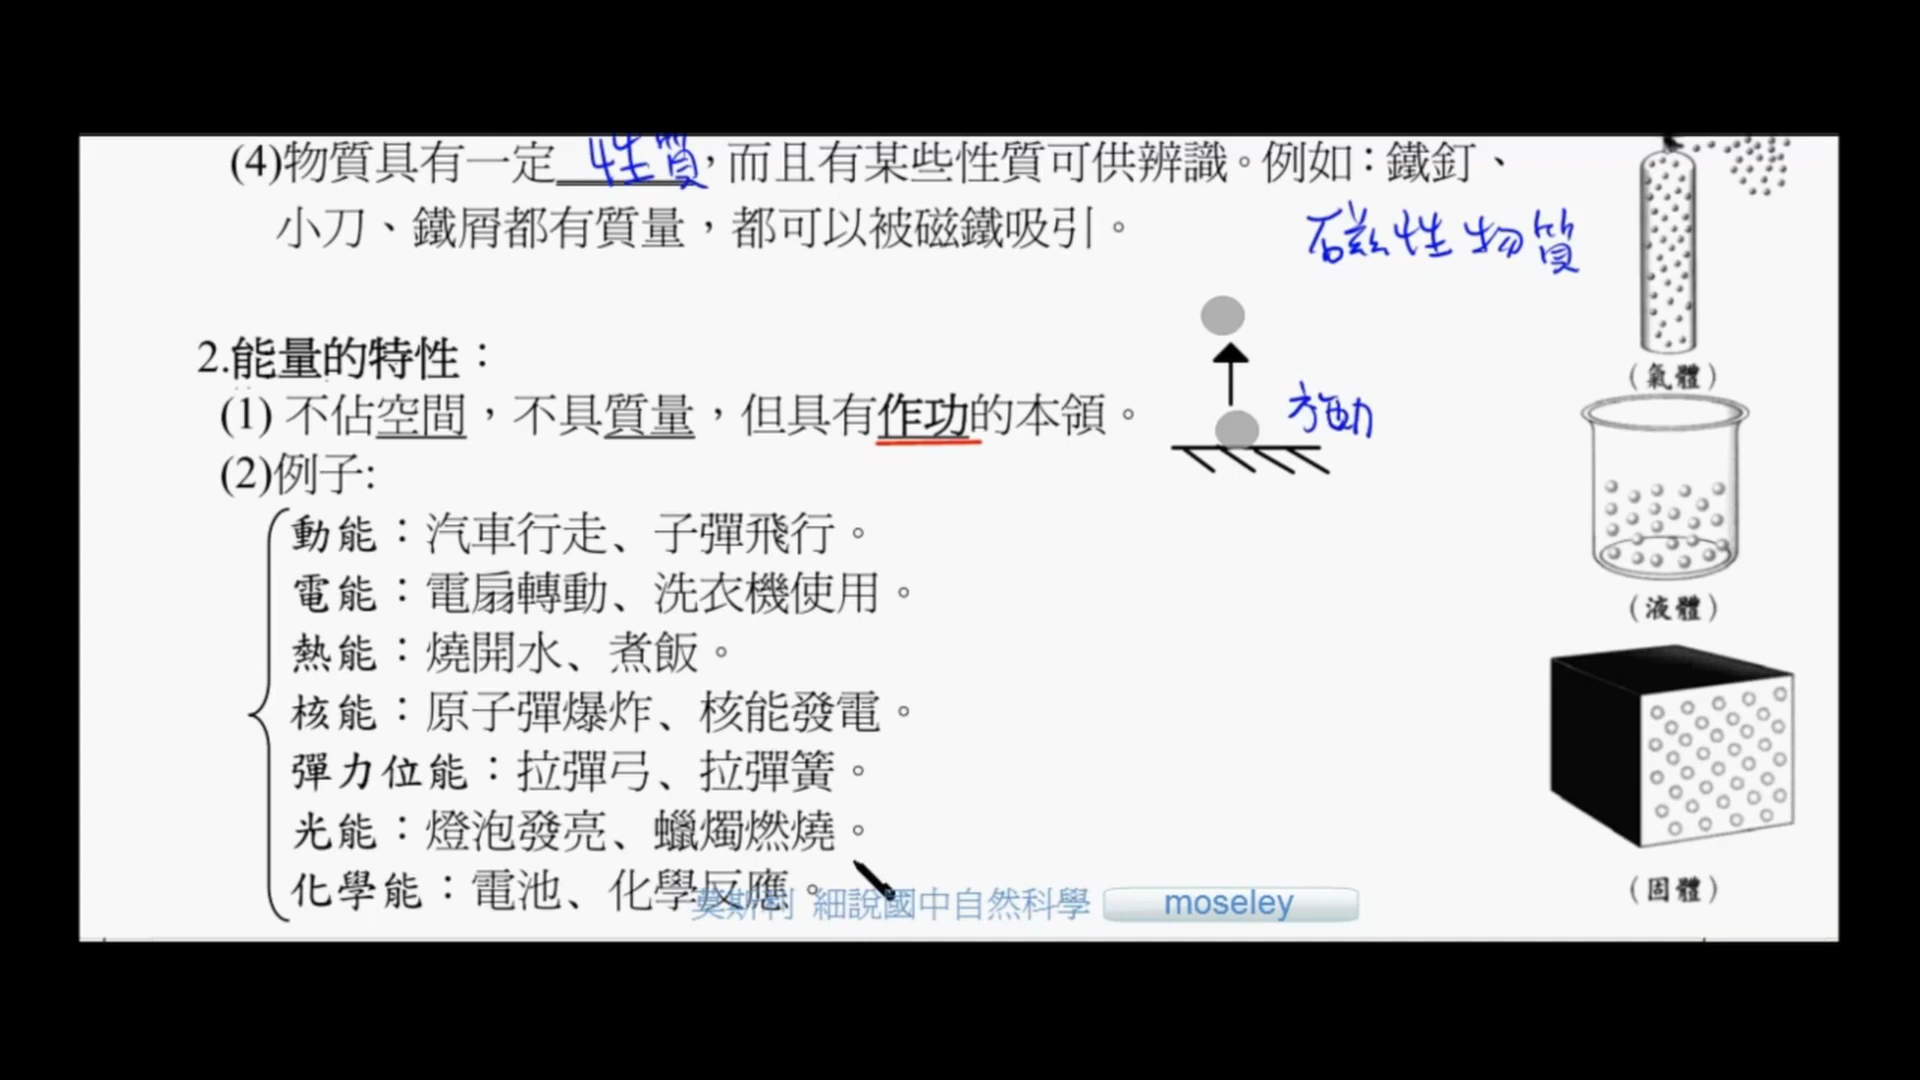 (4)物質具有一定 性質，而且有某些性質可供辨識。例如：鐵釘、
小刀、鐵屑都有質量，都可以被磁鐵吸引。
磁性物質
(氣體)
2.能量的特性：
(1) 不佔空間，不具質量，但具有作功的本領。
(2)例子:
動能：汽車行走、子彈飛行。
電能：電扇轉動、洗衣機使用。
熱能：燒開水、煮飯。
核能：原子彈爆炸、核能發電。
彈力位能：拉彈弓、拉彈簧。
光能：燈泡發亮、蠟燭燃燒。
化學能：電池、化學反應。
(液體)
(固體)
莫斯利 細說國中自然科學 moseley